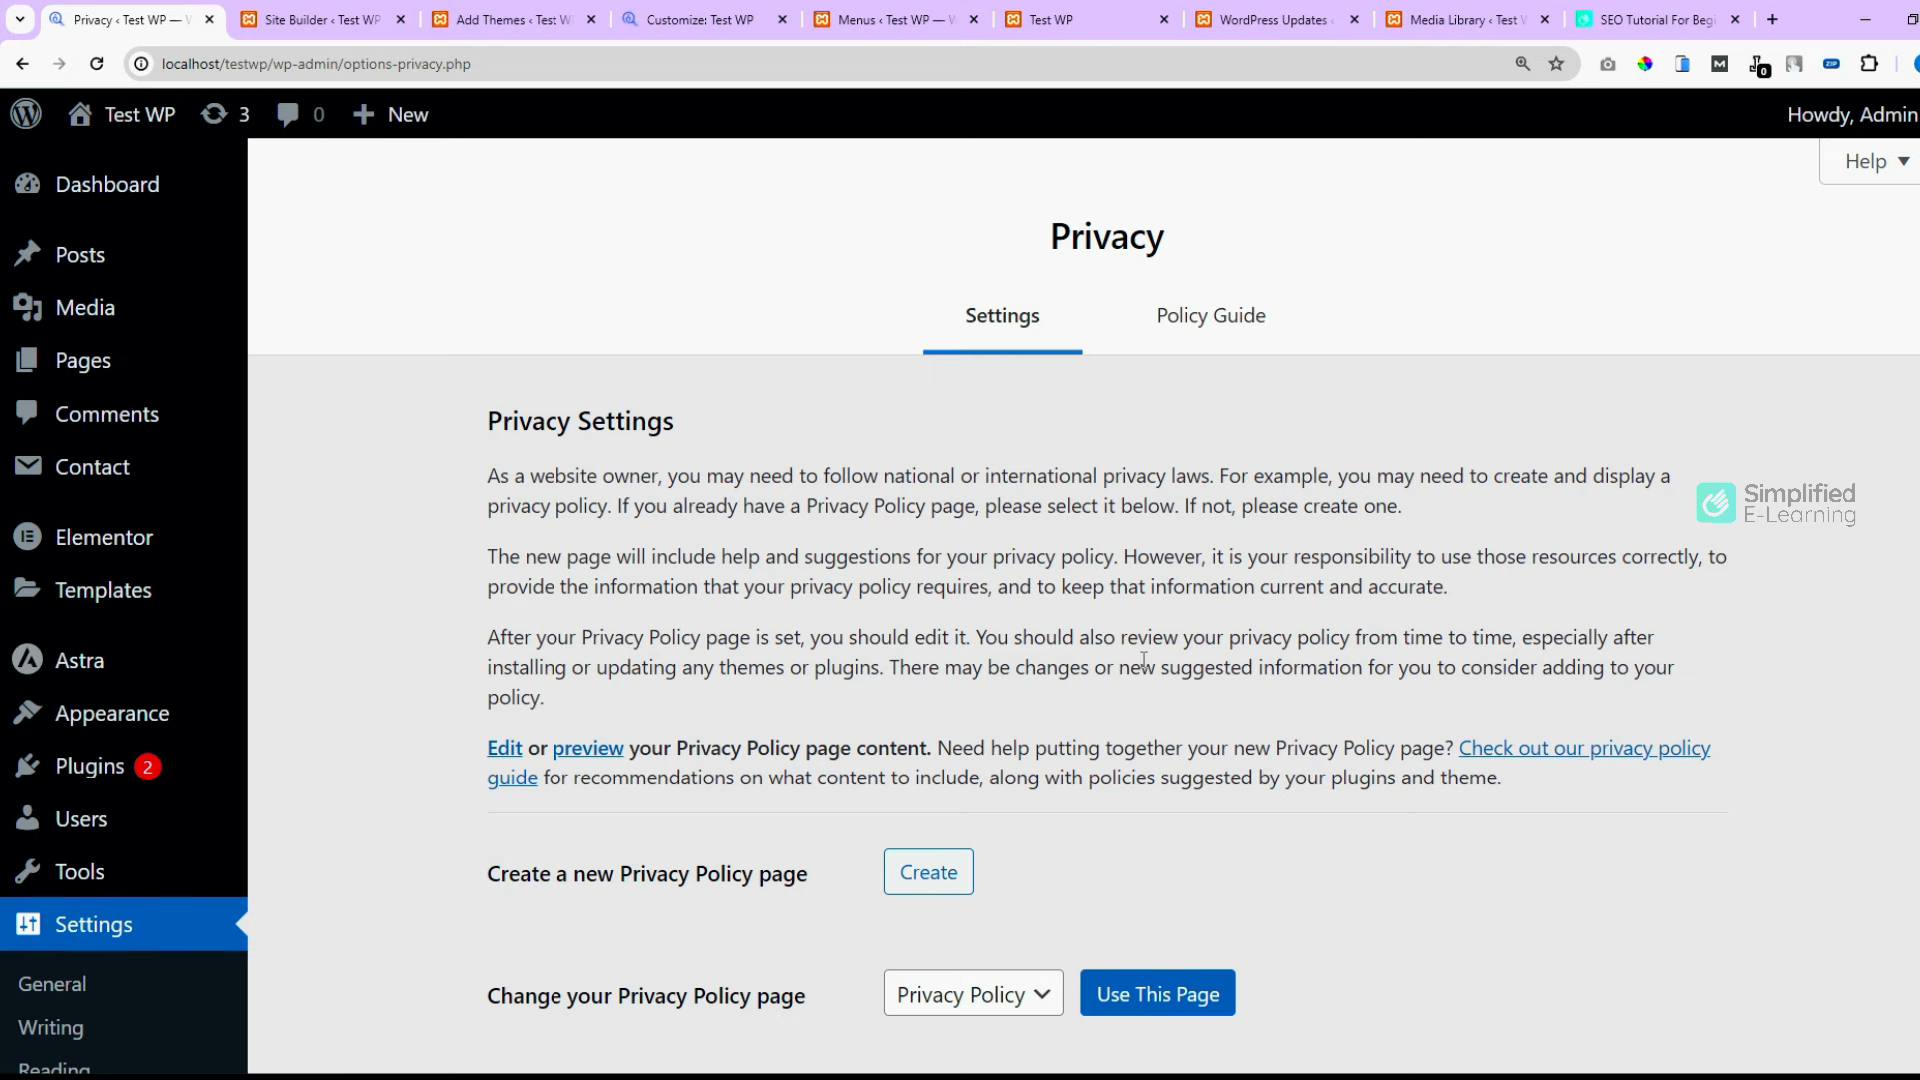 Privacy ‹ Test WP —
Site Builder ‹ Test WP
Add Themes ‹ Test W
Customize: Test WP
Menus ‹ Test WP —
Test WP
WordPress Updates ‹
Media Library ‹ Test
SEO Tutorial For Begi
localhost/testwp/wp-admin/options-privacy.php
M
0
ZIP
Test WP
3
0
New
Howdy, Admin
Help
Dashboard
Posts
Media
Pages
Comments
Contact
Elementor
Templates
Astra
Appearance
Plugins 2
Users
Tools
Settings
General
Writing
Reading
Privacy
Settings
Policy Guide
Privacy Settings
As a website owner, you may need to follow national or international privacy laws. For example, you may need to create and display a
privacy policy. If you already have a Privacy Policy page, please select it below. If not, please create one.
The new page will include help and suggestions for your privacy policy. However, it is your responsibility to use those resources correctly, to
provide the information that your privacy policy requires, and to keep that information current and accurate.
After your Privacy Policy page is set, you should edit it. You should also review your privacy policy from time to time, especially after
installing or updating any themes or plugins. There may be changes or new suggested information for you to consider adding to your
policy.
Edit or preview your Privacy Policy page content. Need help putting together your new Privacy Policy page? Check out our privacy policy
guide for recommendations on what content to include, along with policies suggested by your plugins and theme.
Create a new Privacy Policy page
Create
Change your Privacy Policy page
Privacy Policy
Use This Page
Simplified
E-Learning